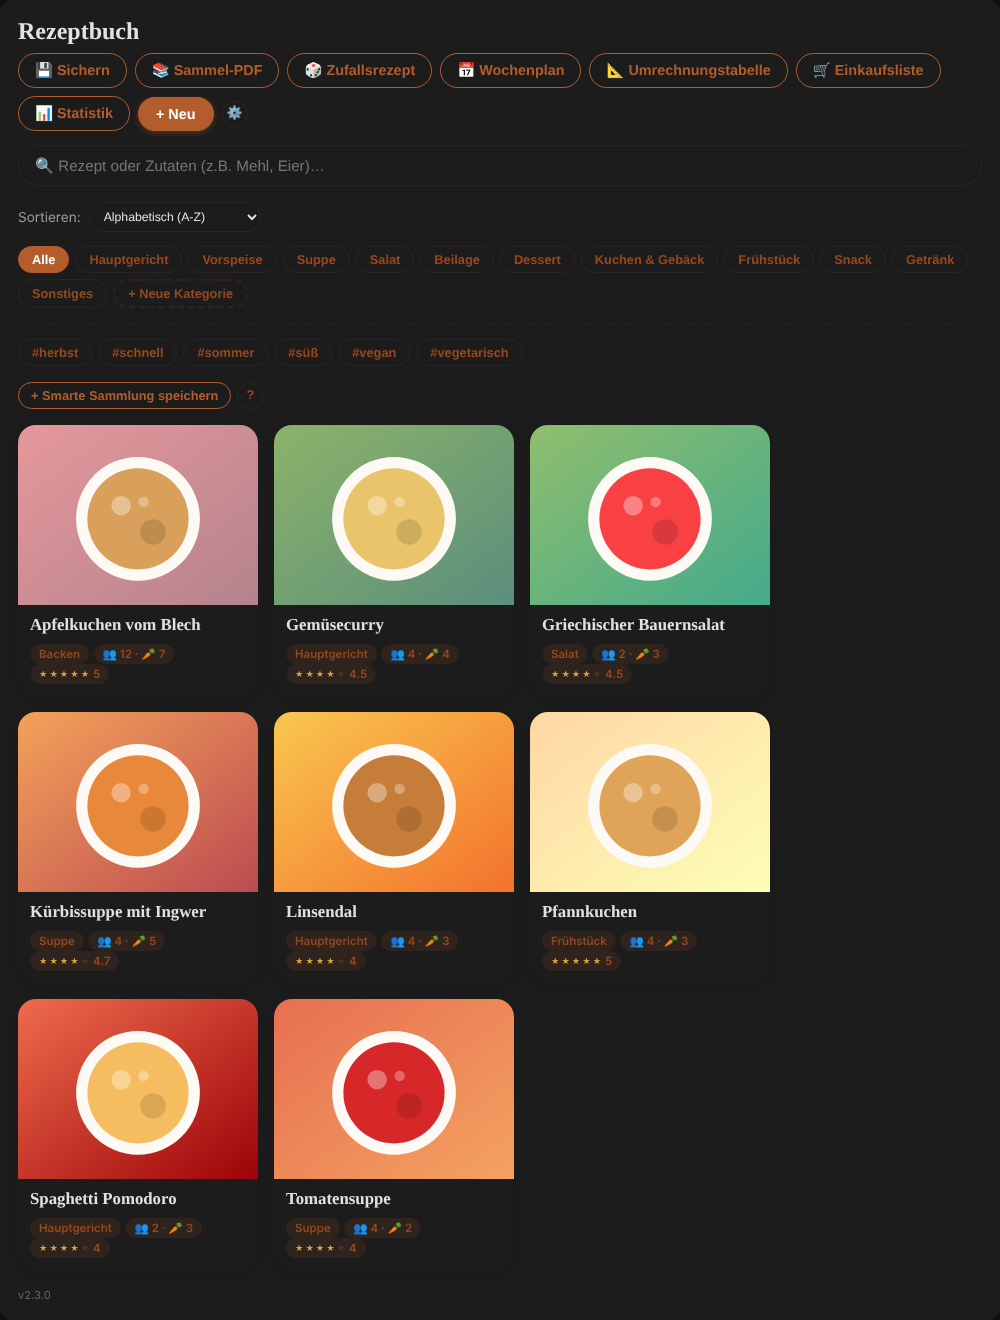 Rezeptbuch
💾 Sichern 📚 Sammel-PDF 🎲 Zufallsrezept 📅 Wochenplan 📐 Umrechnungstabelle 🛒 Einkaufsliste
📊 Statistik + Neu ⚙️
🔍 Rezept oder Zutaten (z.B. Mehl, Eier)…
Sortieren: Alphabetisch (A-Z)
Alle Hauptgericht Vorspeise Suppe Salat Beilage Dessert Kuchen & Gebäck Frühstück Snack Getränk
Sonstiges + Neue Kategorie
#herbst #schnell #sommer #süß #vegan #vegetarisch
+ Smarte Sammlung speichern ?
Apfelkuchen vom Blech
Backen 👥 12 · 🥕 7
★★★★★ 5
Gemüsecurry
Hauptgericht 👥 4 · 🥕 4
★★★★★ 4.5
Griechischer Bauernsalat
Salat 👥 2 · 🥕 3
★★★★★ 4.5
Kürbissuppe mit Ingwer
Suppe 👥 4 · 🥕 5
★★★★★ 4.7
Linsendal
Hauptgericht 👥 4 · 🥕 3
★★★★★ 4
Pfannkuchen
Frühstück 👥 4 · 🥕 3
★★★★★ 5
Spaghetti Pomodoro
Hauptgericht 👥 2 · 🥕 3
★★★★★ 4
Tomatensuppe
Suppe 👥 4 · 🥕 2
★★★★★ 4
v2.3.0